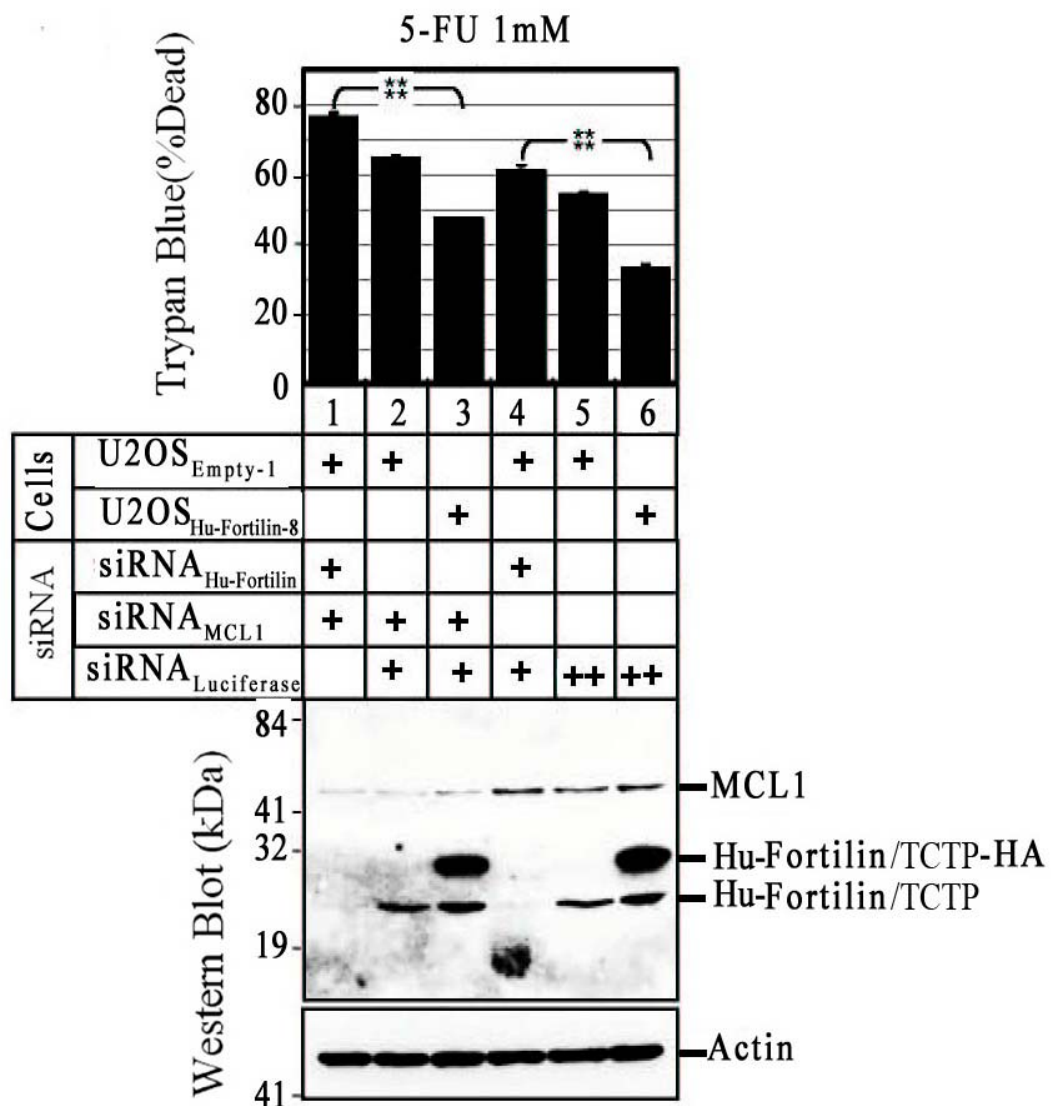 5-FU 1mM
Trypan Blue(%Dead)
80
60
40
20
0
** **
** **
1 2 3 4 5 6
Cells
U2OS Empty-1 + + + +
U2OS Hu-Fortilin-8 + +
siRNA
siRNA Hu-Fortilin + +
siRNA MCL1 + + +
siRNA Luciferase + + + ++ ++
Western Blot (kDa)
84
41
32
19
41
MCL1
Hu-Fortilin/TCTP-HA
Hu-Fortilin/TCTP
Actin